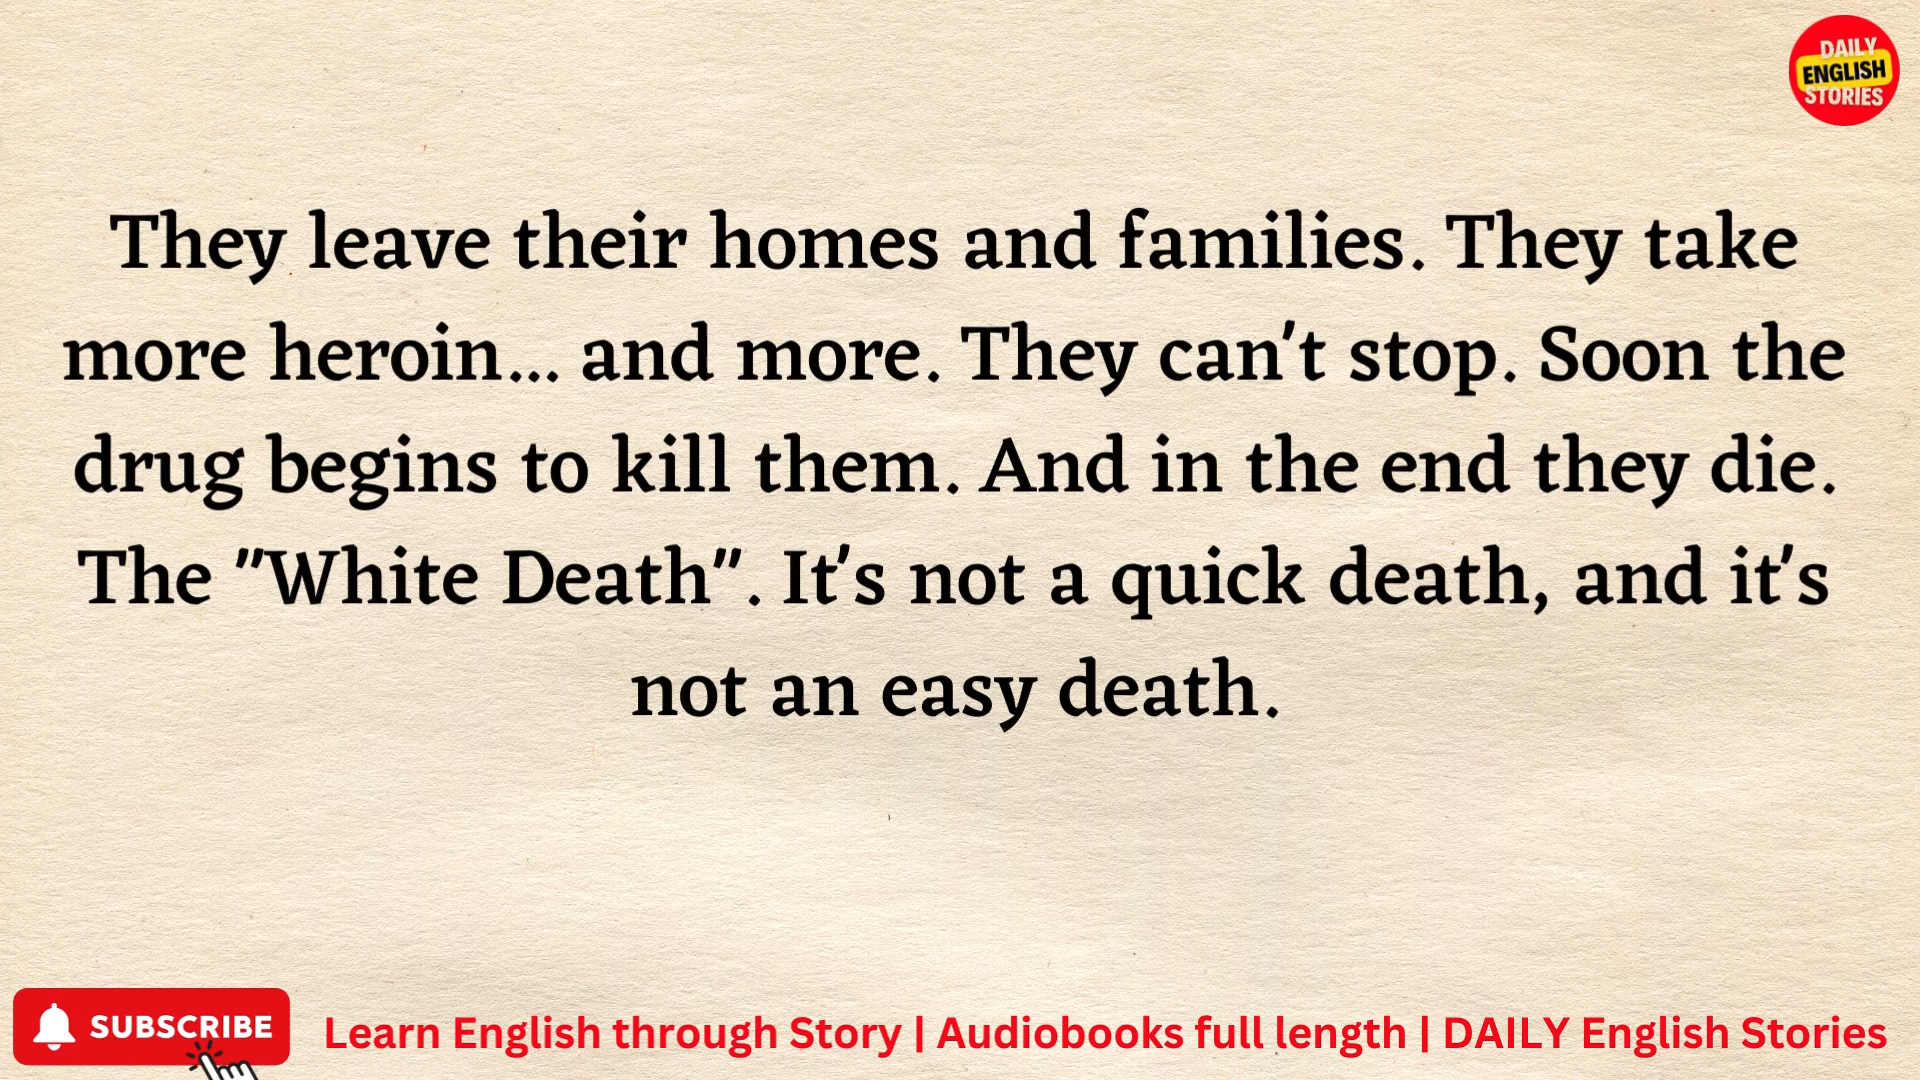 DAILY
ENGLISH
STORIES
They leave their homes and families. They take
more heroin... and more. They can't stop. Soon the
drug begins to kill them. And in the end they die.
The "White Death". It's not a quick death, and it's
not an easy death.
SUBSCRIBE
Learn English through Story | Audiobooks full length | DAILY English Stories